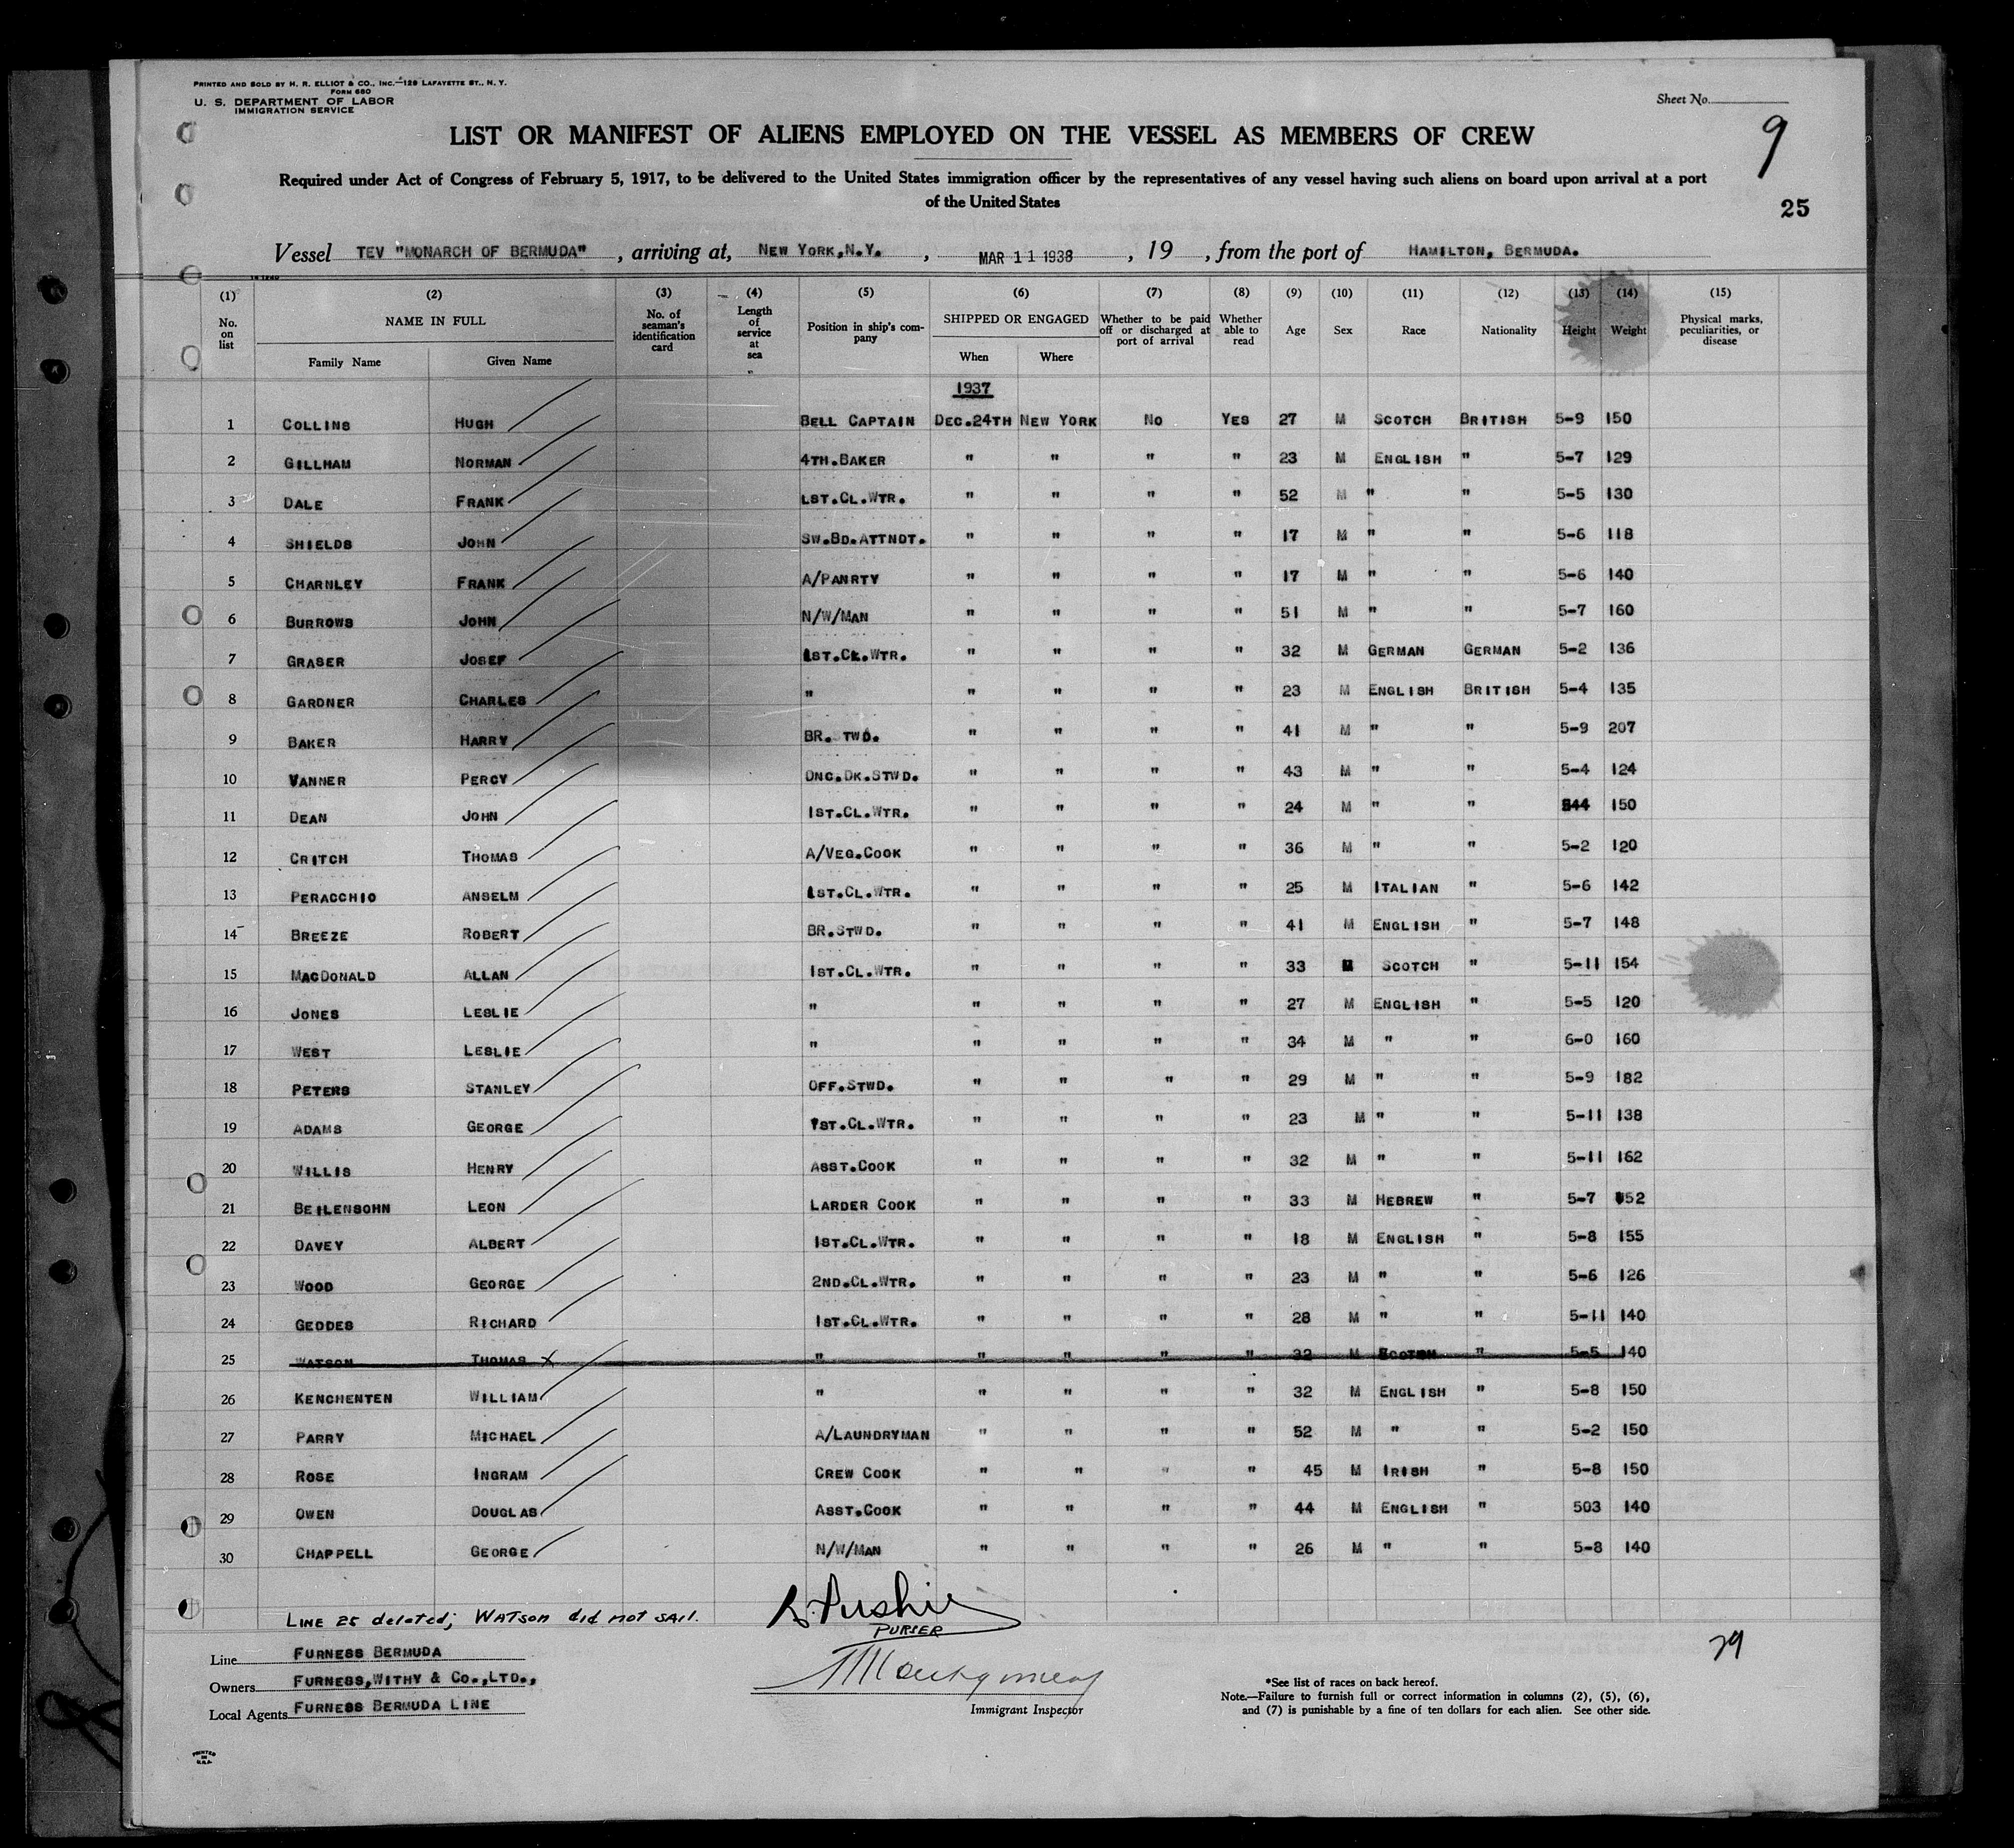 PRINTED AND SOLD BY H. R. ELLIOT & CO., INC.—129 LAFAYETTE ST., N. Y.
FORM 680
U. S. DEPARTMENT OF LABOR
IMMIGRATION SERVICE
Sheet No.
9
LIST OR MANIFEST OF ALIENS EMPLOYED ON THE VESSEL AS MEMBERS OF CREW
Required under Act of Congress of February 5, 1917, to be delivered to the United States immigration officer by the representatives of any vessel having such aliens on board upon arrival at a port
of the United States
25
Vessel TEV "MONARCH OF BERMUDA" , arriving at, NEW YORK,N.Y. , MAR 11 1938 , 19 , from the port of HAMILTON, BERMUDA.
(1) No. on list (2) NAME IN FULL Family Name Given Name (3) No. of seaman's identification card (4) Length of service at sea (5) Position in ship's company (6) SHIPPED OR ENGAGED When Where (7) Whether to be paid off or discharged at port of arrival (8) Whether able to read (9) Age (10) Sex (11) Race (12) Nationality (13) Height (14) Weight (15) Physical marks, peculiarities, or disease
1937
1 COLLINS HUGH BELL CAPTAIN DEC.24TH NEW YORK NO YES 27 M SCOTCH BRITISH 5-9 150
2 GILLHAM NORMAN 4TH.BAKER " " " " 23 M ENGLISH " 5-7 129
3 DALE FRANK LST.CL.WTR. " " " " 52 M " " 5-5 130
4 SHIELDS JOHN SW.BD.ATTNDT. " " " " 17 M " " 5-6 118
5 CHARNLEY FRANK A/PANRTY " " " " 17 M " " 5-6 140
6 BURROWS JOHN N/W/MAN " " " " 51 M " " 5-7 160
7 GRASER JOSEF 1ST.CL.WTR. " " " " 32 M GERMAN GERMAN 5-2 136
8 GARDNER CHARLES " " " " " 23 M ENGLISH BRITISH 5-4 135
9 BAKER HARRY BR.STWD. " " " " 41 M " " 5-9 207
10 VANNER PERCY DNC.DK.STWD. " " " " 43 M " " 5-4 124
11 DEAN JOHN 1ST.CL.WTR. " " " " 24 M " " 544 150
12 CRITCH THOMAS A/VEG.COOK " " " " 36 M " " 5-2 120
13 PERACCHIO ANSELM 1ST.CL.WTR. " " " " 25 M ITALIAN " 5-6 142
14 BREEZE ROBERT BR.STWD. " " " " 41 M ENGLISH " 5-7 148
15 MACDONALD ALLAN 1ST.CL.WTR. " " " " 33 M SCOTCH " 5-11 154
16 JONES LESLIE " " " " " 27 M ENGLISH " 5-5 120
17 WEST LESLIE " " " " " 34 M " " 6-0 160
18 PETERS STANLEY OFF.STWD. " " " " 29 M " " 5-9 182
19 ADAMS GEORGE 1ST.CL.WTR. " " " " 23 M " " 5-11 138
20 WILLIS HENRY ASST.COOK " " " " 32 M " " 5-11 162
21 BEILENSOHN LEON LARDER COOK " " " " 33 M HEBREW " 5-7 152
22 DAVEY ALBERT 1ST.CL.WTR. " " " " 18 M ENGLISH " 5-8 155
23 WOOD GEORGE 2ND.CL.WTR. " " " " 23 M " " 5-6 126
24 GEDDES RICHARD 1ST.CL.WTR. " " " " 28 M " " 5-11 140
25 WATSON THOMAS X " " " " " 32 M SCOTCH " 5-5 140
26 KENCHENTEN WILLIAM " " " " " 32 M ENGLISH " 5-8 150
27 PARRY MICHAEL A/LAUNDRYMAN " " " " 52 M " " 5-2 150
28 ROSE INGRAM CREW COOK " " " " 45 M IRISH " 5-8 150
29 OWEN DOUGLAS ASST.COOK " " " " 44 M ENGLISH " 503 140
30 CHAPPELL GEORGE N/W/MAN " " " " 26 M " " 5-8 140
LINE 25 deleted; WATSON did not SAIL.
PURSER
Line FURNESS BERMUDA
Owners FURNESS,WITHY & CO.,LTD.,
Local Agents FURNESS BERMUDA LINE
Montgomery
Immigrant Inspector
29
*See list of races on back hereof.
Note.—Failure to furnish full or correct information in columns (2), (5), (6),
and (7) is punishable by a fine of ten dollars for each alien. See other side.
PRINTED
IN
U.S.A.